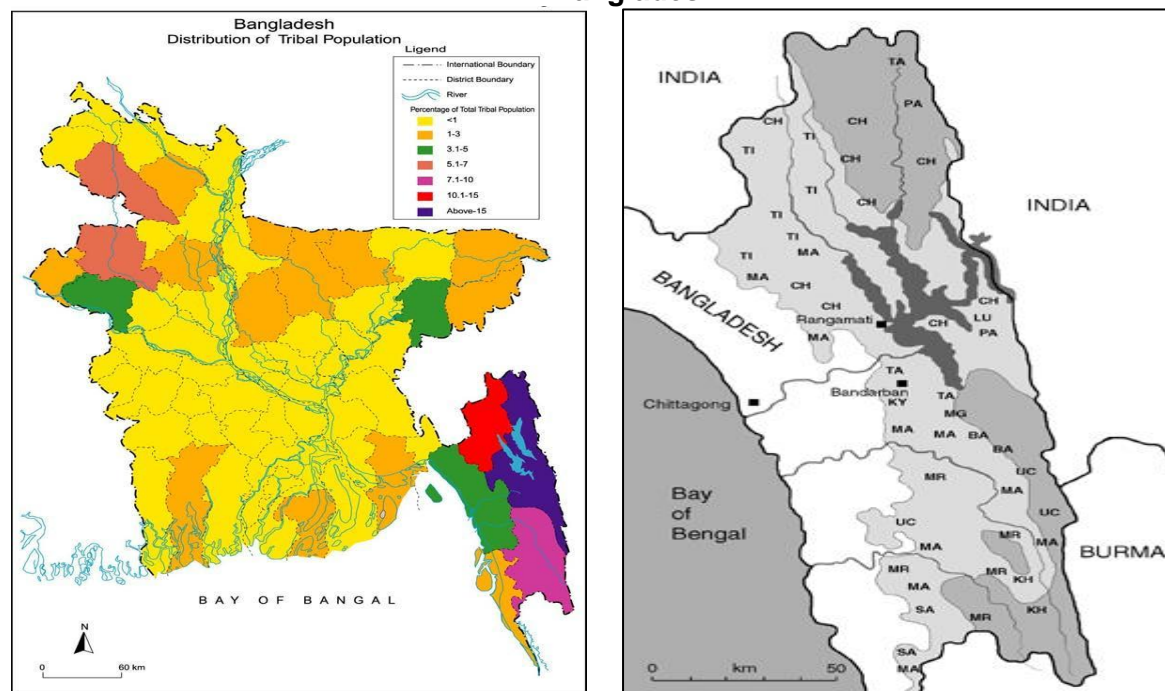 Bangladesh
Distribution of Tribal Population
Ligend
International Boundary
District Boundary
River
Percentage of Total Tribal Population
<1
1-3
3.1-5
5.1-7
7.1-10
10.1-15
Above-15
BAY OF BANGAL
N
0 60 km
INDIA
TA
PA
CH
CH
TI
TI
CH
CH
TI
CH
INDIA
TI
TI
MA
TI
MA
CH
CH
BANGLADESH
Rangamati
CH
CH
LU
PA
MA
TA
Bandarban
Chittagong
KY
TA
MG
MA
MA
BA
BA
UC
MR
MA
Bay
of
Bengal
UC
UC
MR
MA
MA
BURMA
MR
MR
KH
MA
KH
SA
MR
SA
MA
0 km 50